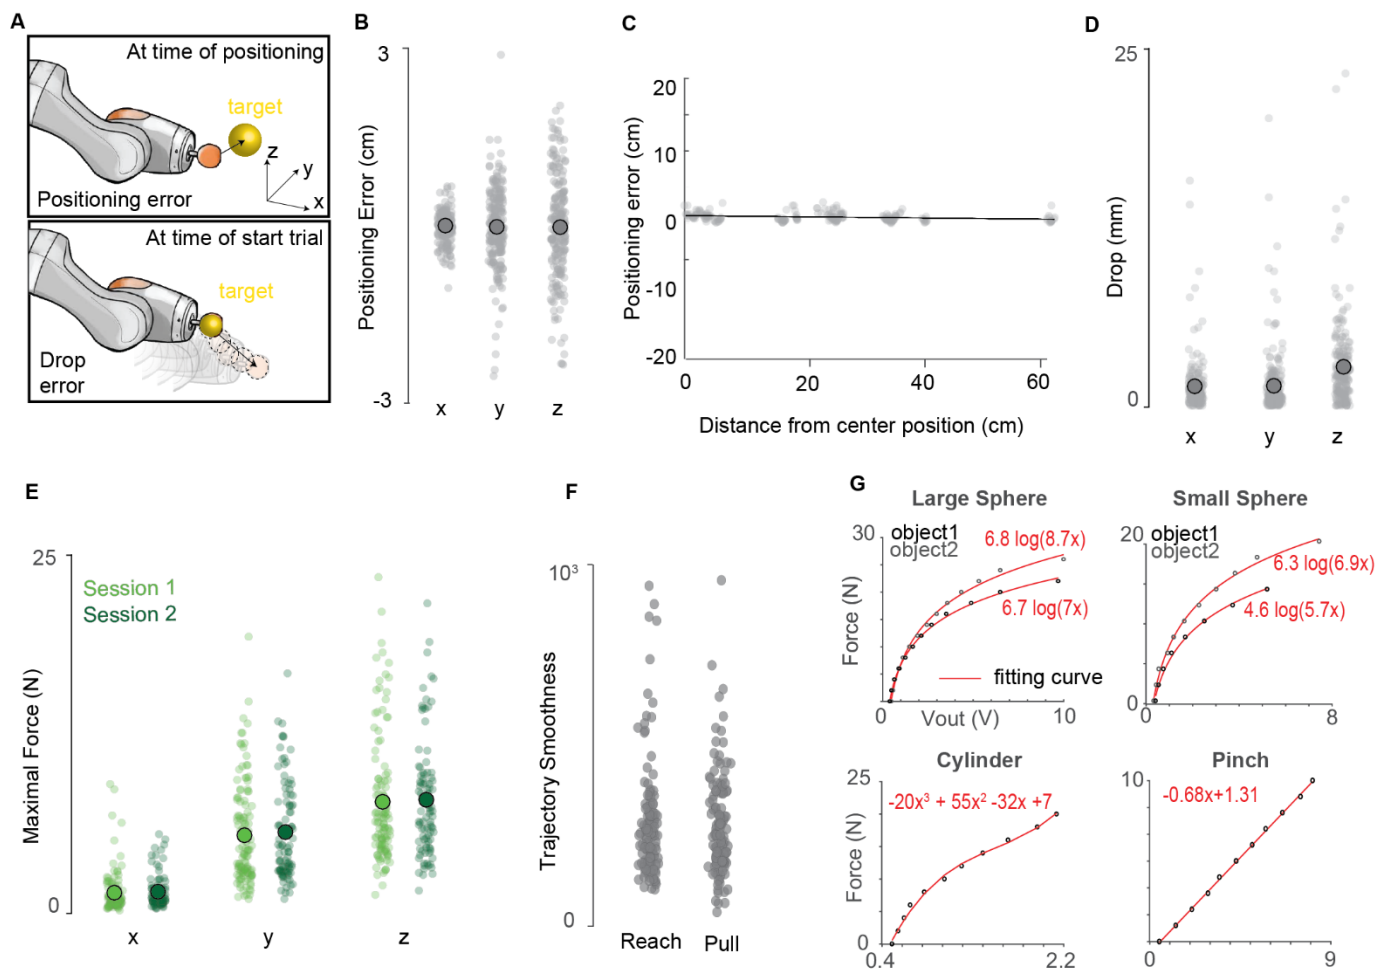 A
At time of positioning
target
z
y
x
Positioning error
At time of start trial
target
Drop
error
B
3
Positioning Error (cm)
-3
x y z
C
20
10
0
-10
-20
Positioning error (cm)
0 20 40 60
Distance from center position (cm)
D
25
Drop (mm)
0
x y z
E
25
Session 1
Session 2
Maximal Force (N)
0
x y z
F
10³
Trajectory Smoothness
0
Reach Pull
G
Large Sphere
30
object1
object2
6.8 log(8.7x)
6.7 log(7x)
Force (N)
fitting curve
0 Vout (V) 10
Small Sphere
20
object1
object2
6.3 log(6.9x)
4.6 log(5.7x)
0
0 8
Cylinder
25
-20x³ + 55x² -32x +7
Force (N)
0
0.4 2.2
Pinch
10
-0.68x+1.31
0
0 9